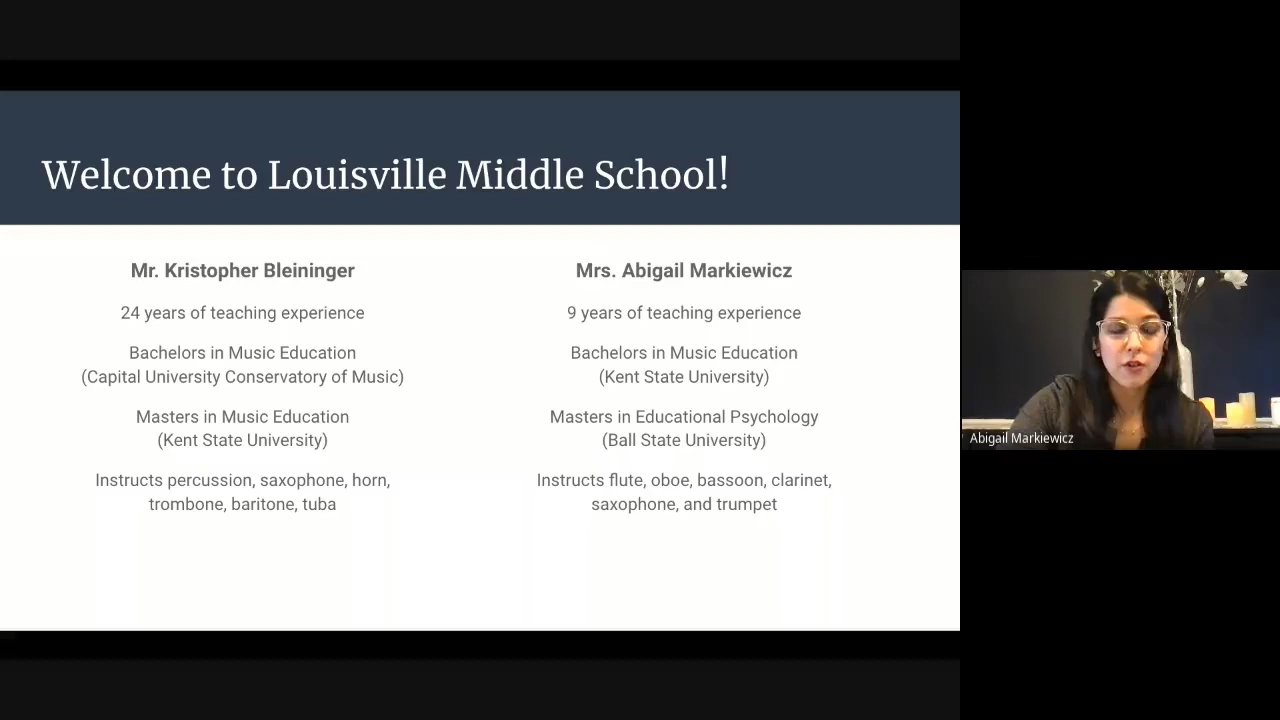 Welcome to Louisville Middle School!
Mr. Kristopher Bleininger
24 years of teaching experience
Bachelors in Music Education
(Capital University Conservatory of Music)
Masters in Music Education
(Kent State University)
Instructs percussion, saxophone, horn,
trombone, baritone, tuba
Mrs. Abigail Markiewicz
9 years of teaching experience
Bachelors in Music Education
(Kent State University)
Masters in Educational Psychology
(Ball State University)
Instructs flute, oboe, bassoon, clarinet,
saxophone, and trumpet
Abigail Markiewicz